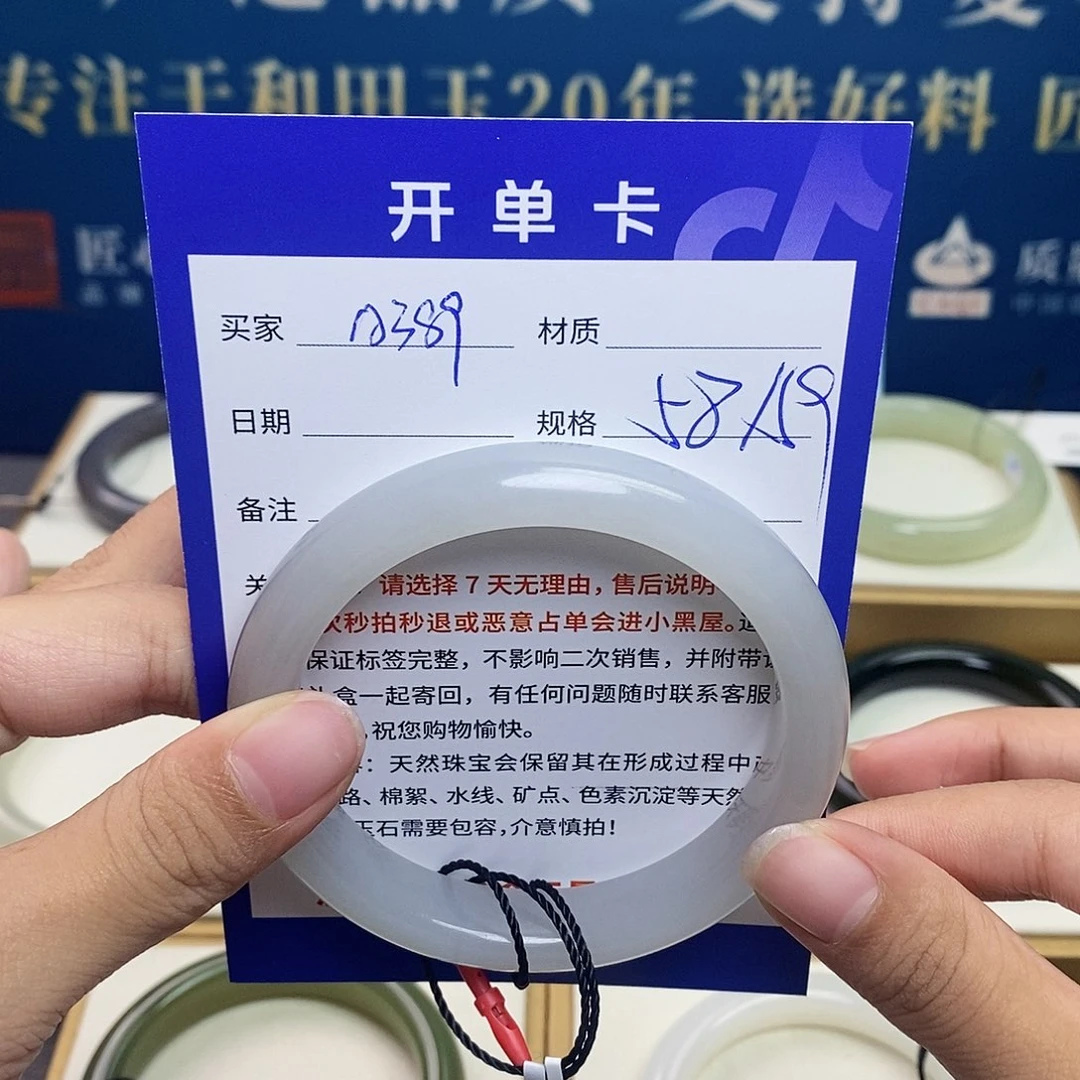 专注于和田玉20年 选好料 匠
开单卡
买家 材质
日期 规格 58/59
备注
关
请选择7天无理由，售后说明
秒拍秒退或恶意占单会进小黑屋。
保证标签完整，不影响二次销售，并附带
盒一起寄回，有任何问题随时联系客服
祝您购物愉快。
：天然珠宝会保留其在形成过程中
路、棉絮、水线、矿点、色素沉淀等天然
玉石需要包容，介意慎拍！